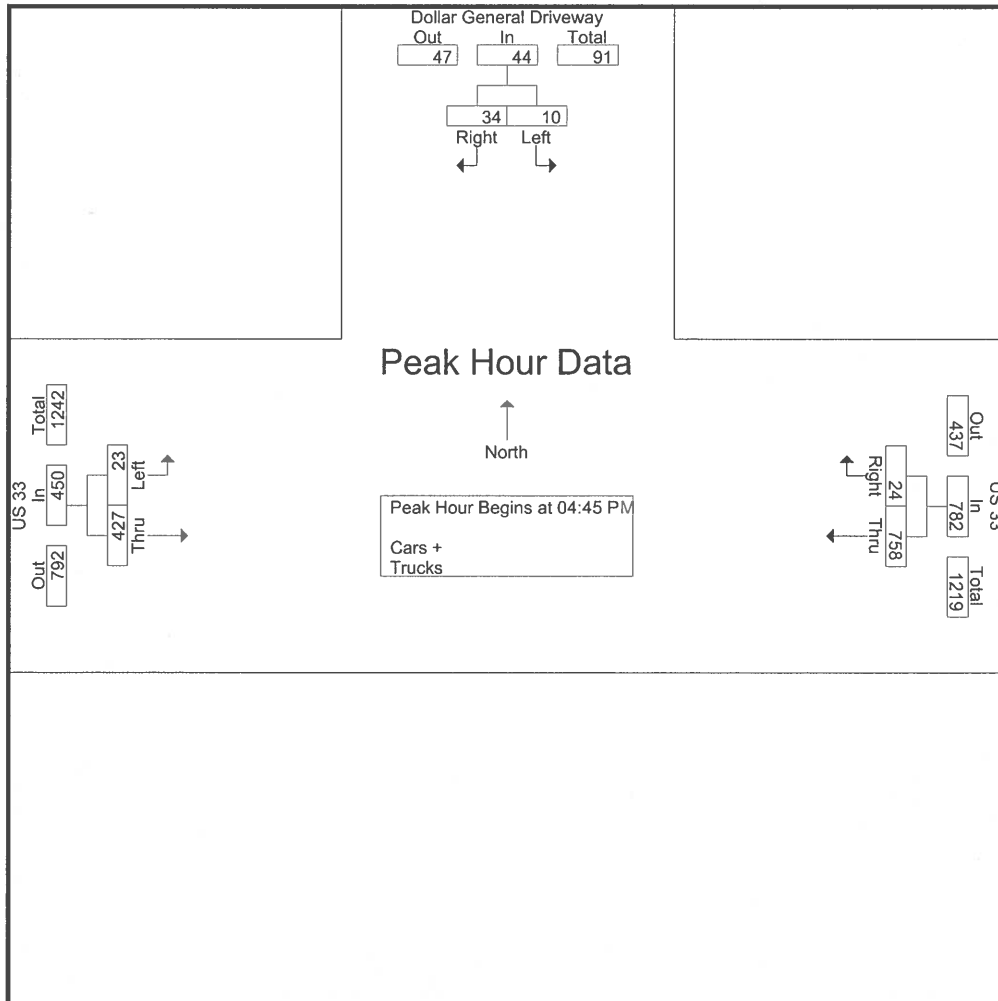 Dollar General Driveway
Out In Total
47 44 91
34 10
Right Left
Peak Hour Data
North
Peak Hour Begins at 04:45 PM
Cars +
Trucks
US 33
Total In Out
1242 450 792
23 427
Left Thru
US 33
Out In Total
437 782 1219
24 758
Right Thru